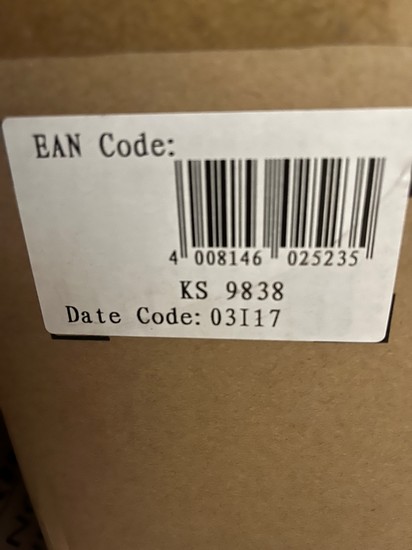 EAN Code:
4 008146 025235
KS 9838
Date Code: 03I17